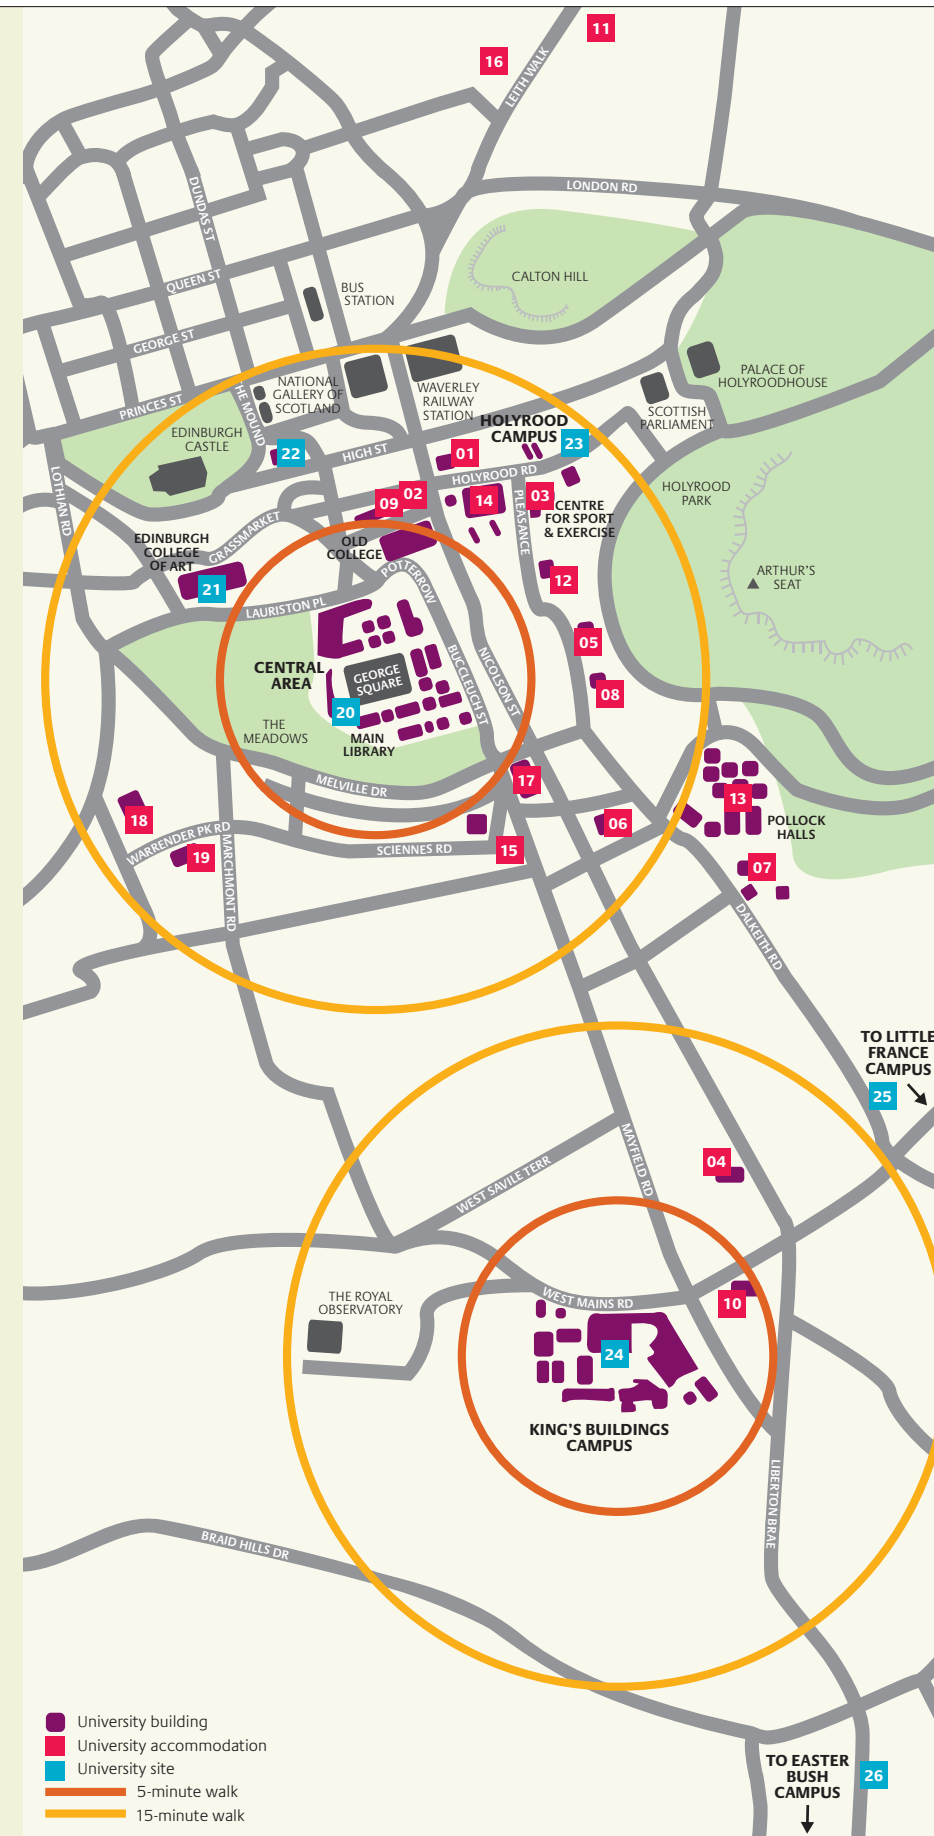 11
16
LEITH WALK
LONDON RD
DUNDAS ST
CALTON HILL
QUEEN ST
BUS
STATION
GEORGE ST
PALACE OF
HOLYROODHOUSE
NATIONAL
GALLERY OF
SCOTLAND
WAVERLEY
RAILWAY
STATION
THE MOUND
PRINCES ST
SCOTTISH
PARLIAMENT
HOLYROOD
CAMPUS
23
EDINBURGH
CASTLE
22
HIGH ST
01
HOLYROOD RD
LOTHIAN RD
09
02
14
03
PLEASANCE
CENTRE
FOR SPORT
& EXERCISE
HOLYROOD
PARK
GRASSMARKET
EDINBURGH
COLLEGE
OF ART
OLD
COLLEGE
21
POTTERROW
12
ARTHUR'S
SEAT
LAURISTON PL
05
CENTRAL
AREA
GEORGE
SQUARE
BUCCLEUCH ST
NICOLSON ST
08
20
THE
MEADOWS
MAIN
LIBRARY
MELVILLE DR
17
13
POLLOCK
HALLS
18
06
WARRENDER PK RD
MARCHMONT RD
SCIENNES RD
15
19
07
DALKEITH RD
TO LITTLE
FRANCE
CAMPUS
25
MAYFIELD RD
04
WEST SAVILE TERR
THE ROYAL
OBSERVATORY
WEST MAINS RD
10
24
KING'S BUILDINGS
CAMPUS
LIBERTON BRAE
BRAID HILLS DR
University building
University accommodation
University site
5-minute walk
15-minute walk
TO EASTER
BUSH
CAMPUS
26